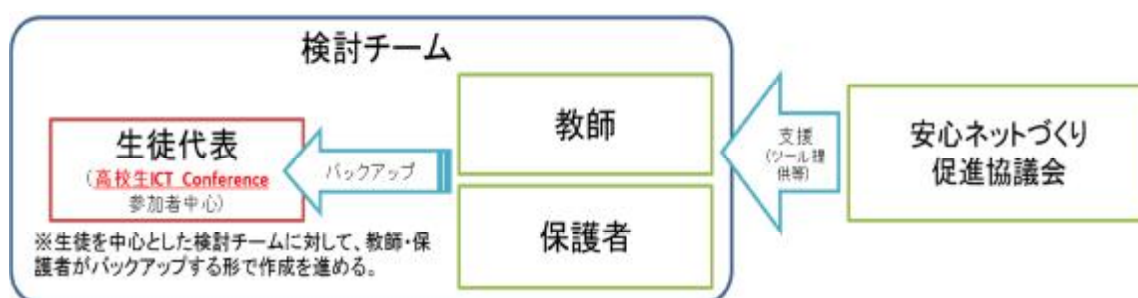 検討チーム
生徒代表
（高校生ICT Conference
参加者中心）
バックアップ
教師
保護者
※生徒を中心とした検討チームに対して、教師・保
護者がバックアップする形で作成を進める。
支援
(ツール提
供等)
安心ネットづくり
促進協議会